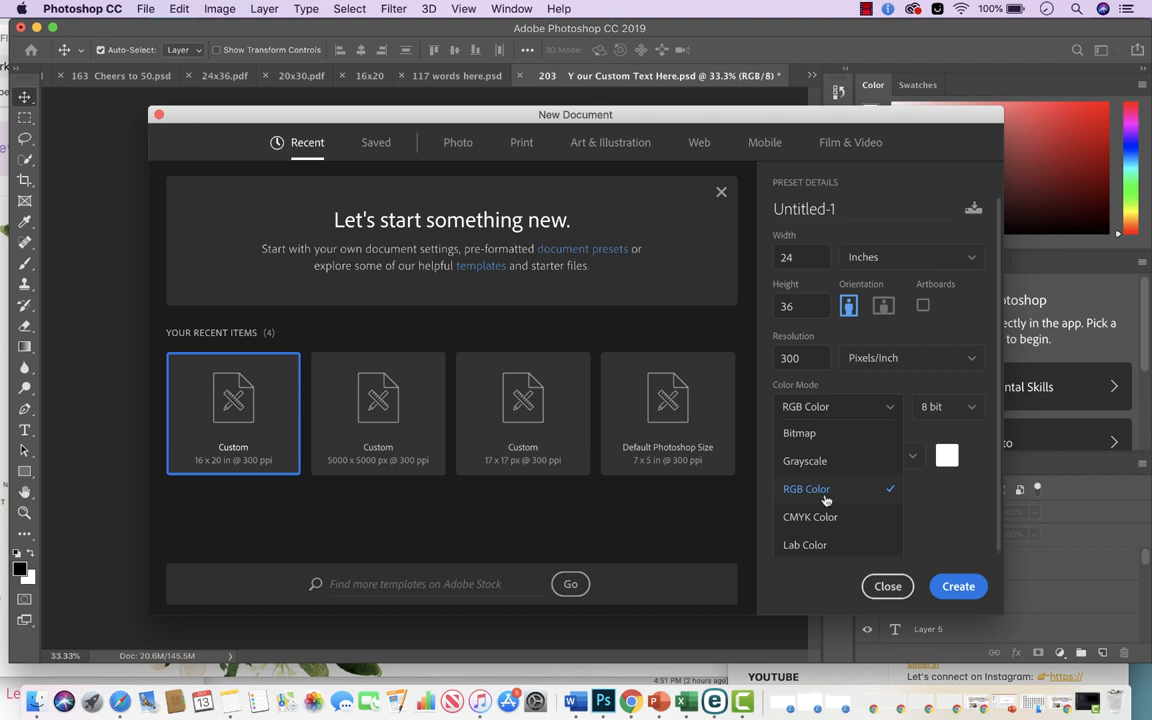 Photoshop CC File Edit Image Layer Type Select Filter 3D View Window Help 100%
Adobe Photoshop CC 2019
Auto-Select: Layer Show Transform Controls 3D Mode:
163 Cheers to 50.psd 24x36.pdf 20x30.pdf 16x20 117 words here.psd 203 Y our Custom Text Here.psd @ 33.3% (RGB/8) *
Color Swatches
New Document
Recent Saved Photo Print Art & Illustration Web Mobile Film & Video
Let's start something new.
Start with your own document settings, pre-formatted document presets or
explore some of our helpful templates and starter files.
YOUR RECENT ITEMS (4)
Custom
16 x 20 in @ 300 ppi
Custom
5000 x 5000 px @ 300 ppi
Custom
17 x 17 px @ 300 ppi
Default Photoshop Size
7 x 5 in @ 300 ppi
Find more templates on Adobe Stock Go
PRESET DETAILS
Untitled-1
Width
24 Inches
Height Orientation Artboards
36
Resolution
300 Pixels/Inch
Color Mode
RGB Color 8 bit
Bitmap
Grayscale
RGB Color
CMYK Color
Lab Color
Close Create
hotoshop
ectly in the app. Pick a
to begin.
ntal Skills
to
Layer 5
33.33% Doc: 20.6M/145.5M
4:51 PM (2 hours ago)
YOUTUBE
sellers!
Let's connect on Instagram: https://